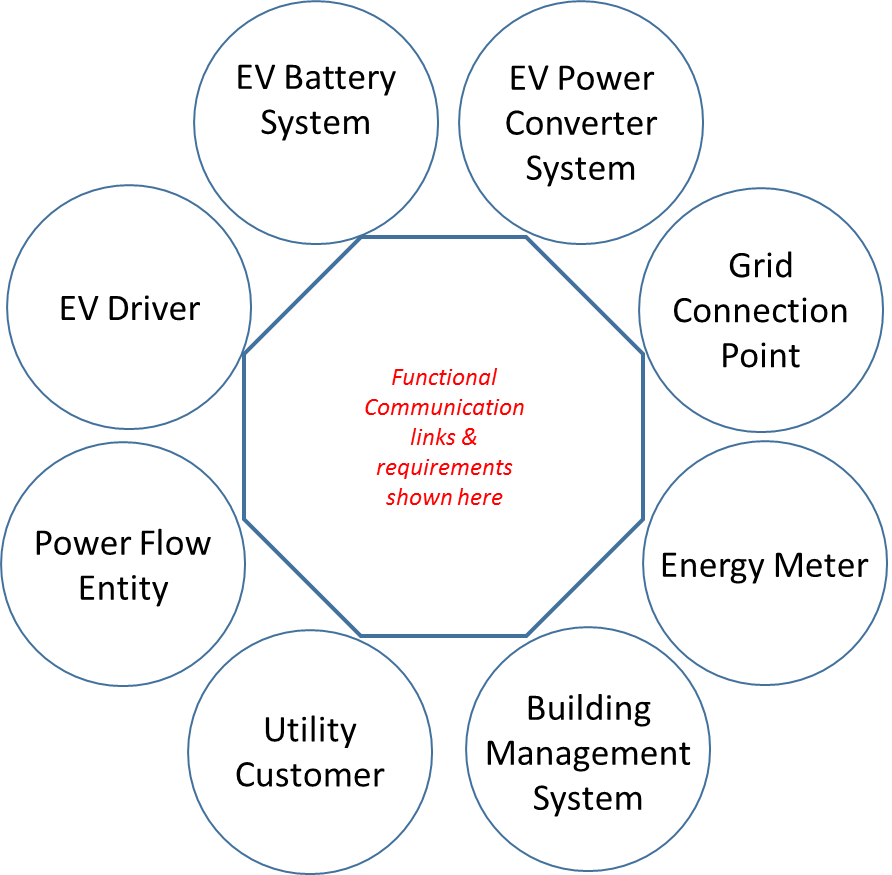 EV Battery
System
EV Power
Converter
System
Grid
Connection
Point
EV Driver
Functional
Communication
links &
requirements
shown here
Power Flow
Entity
Energy Meter
Utility
Customer
Building
Management
System